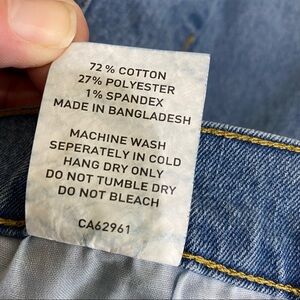 72 % COTTON
27% POLYESTER
1% SPANDEX
MADE IN BANGLADESH
MACHINE WASH
SEPERATELY IN COLD
HANG DRY ONLY
DO NOT TUMBLE DRY
DO NOT BLEACH
CA62961